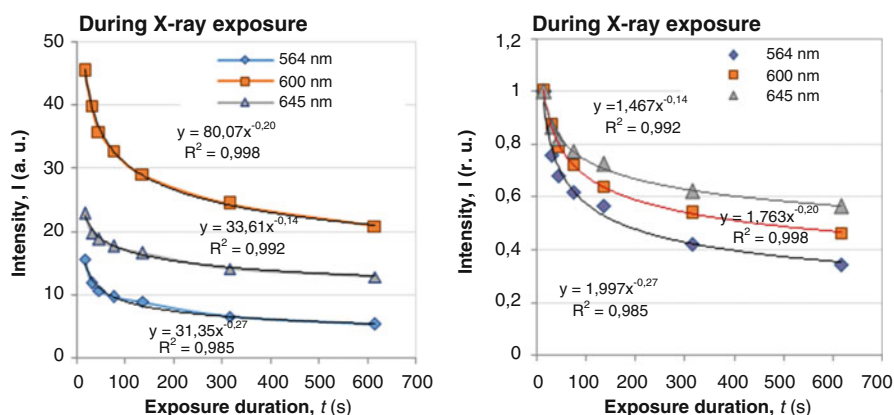 During X-ray exposure
Intensity, I (a. u.)
50
40
30
20
10
0
564 nm
600 nm
645 nm
y = 80,07x^-0,20
R² = 0,998
y = 33,61x^-0,14
R² = 0,992
y = 31,35x^-0,27
R² = 0,985
0 100 200 300 400 500 600 700
Exposure duration, t (s)
During X-ray exposure
Intensity, I (r. u.)
1,2
1
0,8
0,6
0,4
0,2
0
564 nm
600 nm
645 nm
y =1,467x^-0,14
R² = 0,992
y = 1,763x^-0,20
R² = 0,998
y = 1,997x^-0,27
R² = 0,985
0 100 200 300 400 500 600 700
Exposure duration, t (s)